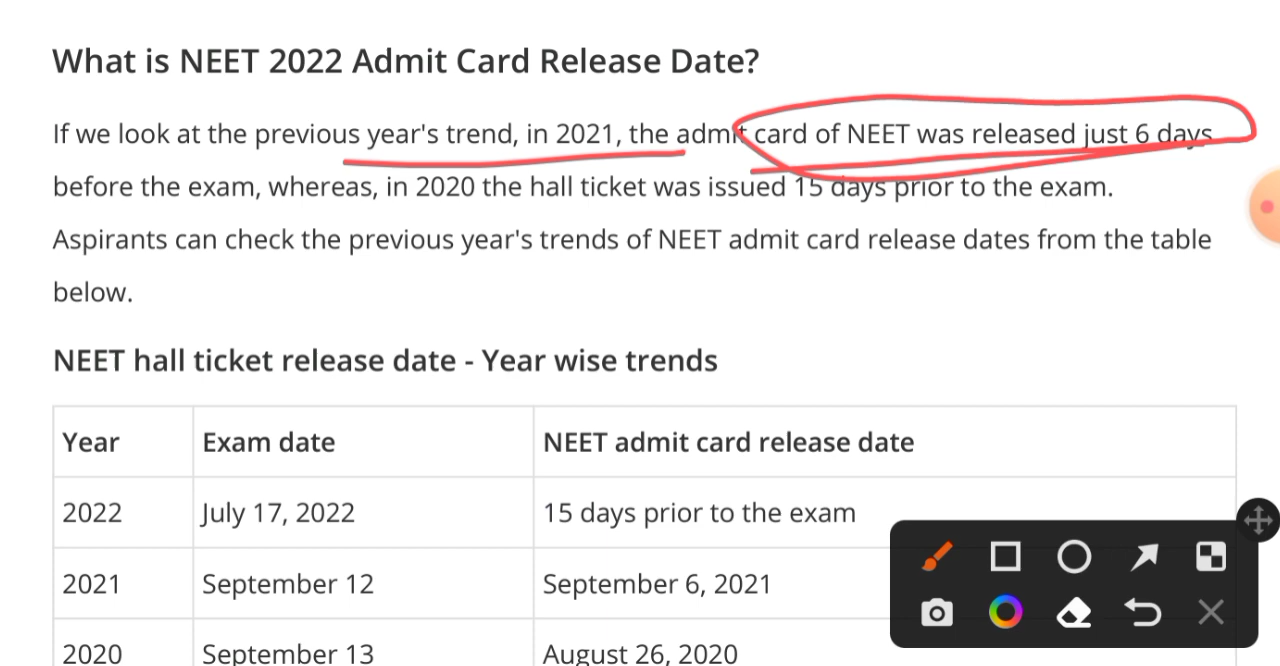 What is NEET 2022 Admit Card Release Date?
If we look at the previous year's trend, in 2021, the admit card of NEET was released just 6 days
before the exam, whereas, in 2020 the hall ticket was issued 15 days prior to the exam.
Aspirants can check the previous year's trends of NEET admit card release dates from the table
below.
NEET hall ticket release date - Year wise trends
Year Exam date NEET admit card release date
2022 July 17, 2022 15 days prior to the exam
2021 September 12 September 6, 2021
2020 September 13 August 26, 2020